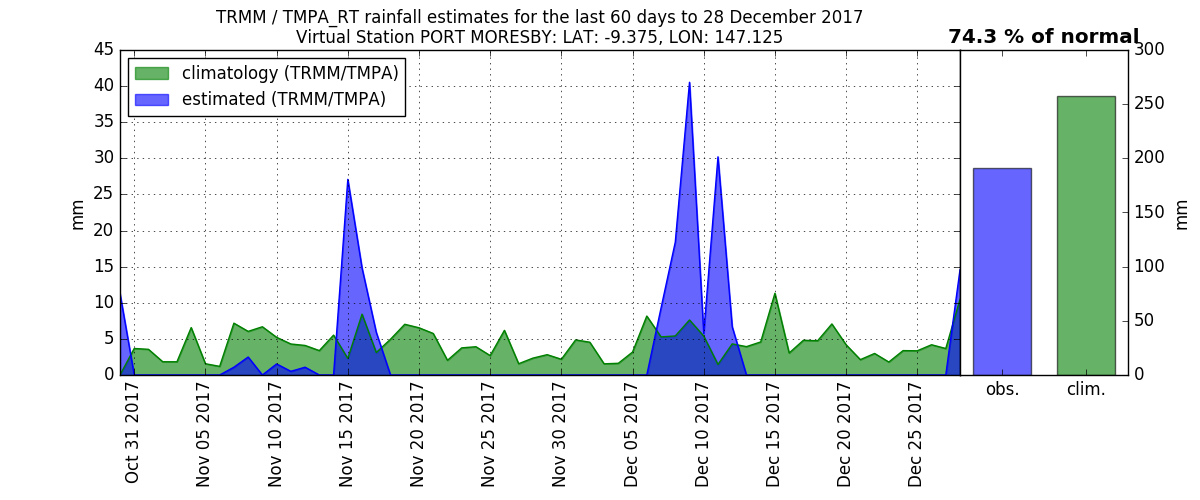 TRMM / TMPA_RT rainfall estimates for the last 60 days to 28 December 2017
Virtual Station PORT MORESBY: LAT: -9.375, LON: 147.125
74.3 % of normal
climatology (TRMM/TMPA)
estimated (TRMM/TMPA)
45
40
35
30
25
20
15
10
5
0
mm
Oct 31 2017
Nov 05 2017
Nov 10 2017
Nov 15 2017
Nov 20 2017
Nov 25 2017
Nov 30 2017
Dec 05 2017
Dec 10 2017
Dec 15 2017
Dec 20 2017
Dec 25 2017
300
250
200
150
100
50
0
mm
obs.
clim.